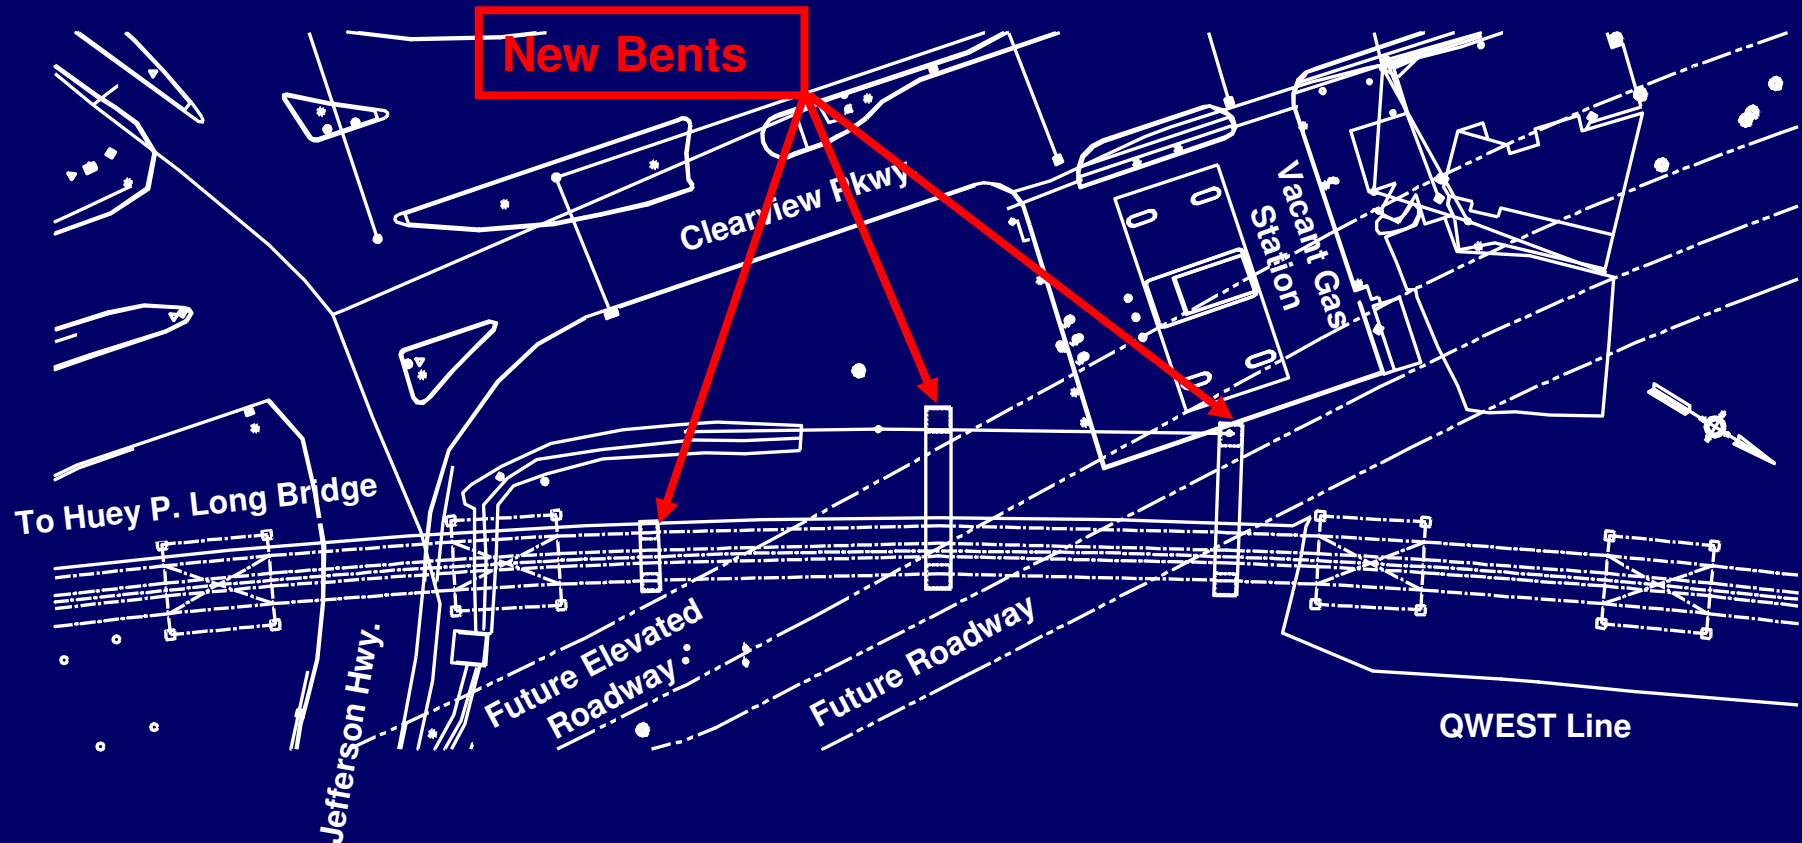 New Bents
Clearview Pkwy.
Vacant Gas
Station
To Huey P. Long Bridge
Jefferson Hwy.
Future Elevated
Roadway
Future Roadway
QWEST Line